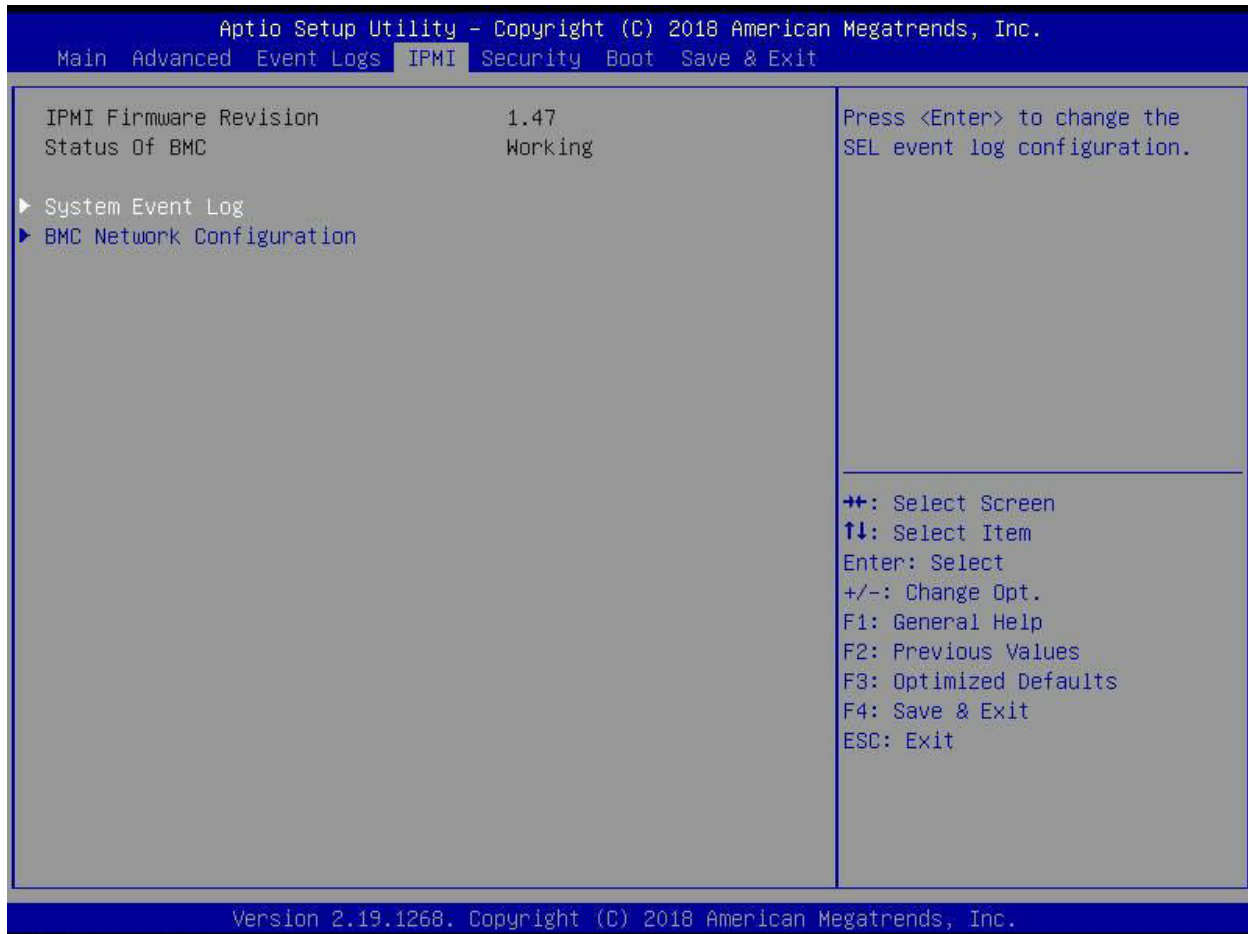 Aptio Setup Utility – Copyright (C) 2018 American Megatrends, Inc.
Main Advanced Event Logs IPMI Security Boot Save & Exit
IPMI Firmware Revision 1.47
Status Of BMC Working
▶ System Event Log
▶ BMC Network Configuration
Press <Enter> to change the
SEL event log configuration.
→←: Select Screen
↑↓: Select Item
Enter: Select
+/-: Change Opt.
F1: General Help
F2: Previous Values
F3: Optimized Defaults
F4: Save & Exit
ESC: Exit
Version 2.19.1268. Copyright (C) 2018 American Megatrends, Inc.